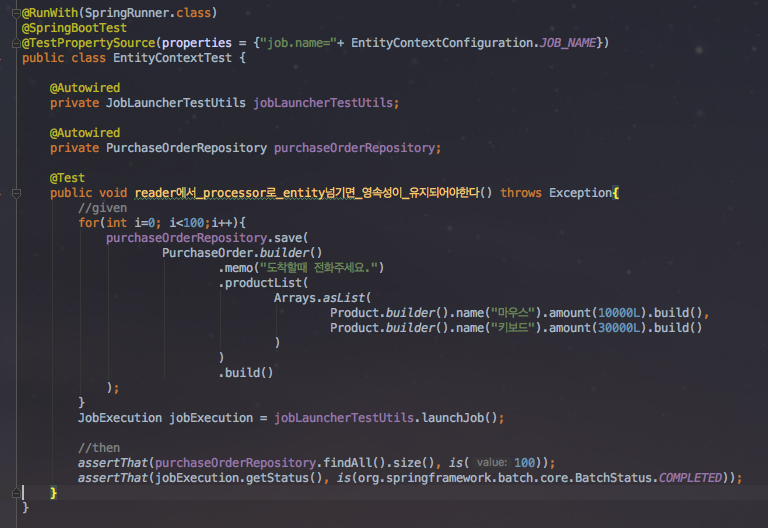 @RunWith(SpringRunner.class)
@SpringBootTest
@TestPropertySource(properties = {"job.name="+ EntityContextConfiguration.JOB_NAME})
public class EntityContextTest {
@Autowired
private JobLauncherTestUtils jobLauncherTestUtils;
@Autowired
private PurchaseOrderRepository purchaseOrderRepository;
@Test
public void reader에서_processor로_entity넘기면_영속성이_유지되어야한다() throws Exception{
//given
for(int i=0; i<100;i++){
purchaseOrderRepository.save(
PurchaseOrder.builder()
.memo("도착할때 전화주세요.")
.productList(
Arrays.asList(
Product.builder().name("마우스").amount(10000L).build(),
Product.builder().name("키보드").amount(30000L).build()
)
)
.build()
);
}
JobExecution jobExecution = jobLauncherTestUtils.launchJob();
//then
assertThat(purchaseOrderRepository.findAll().size(), is( value: 100));
assertThat(jobExecution.getStatus(), is(org.springframework.batch.core.BatchStatus.COMPLETED));
}
}